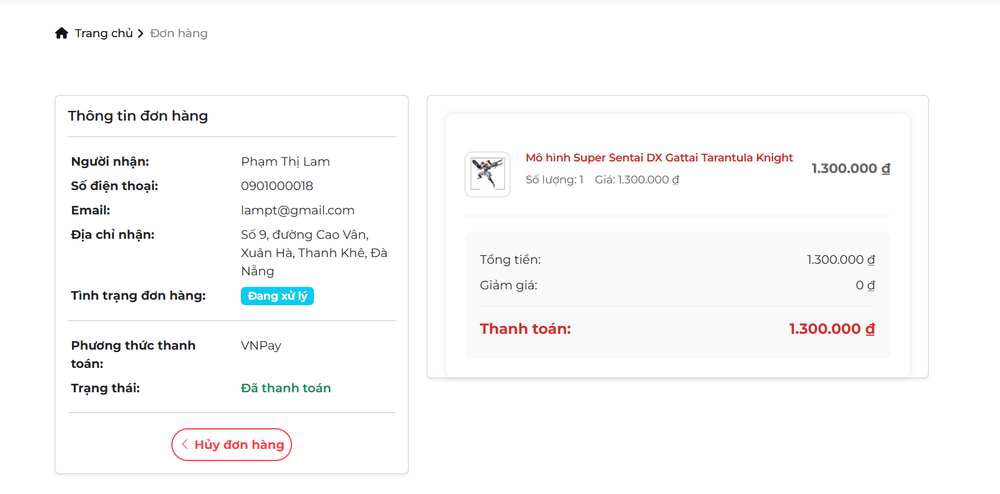 Trang chủ Đơn hàng
Thông tin đơn hàng
Người nhận: Phạm Thị Lam
Số điện thoại: 0901000018
Email: lampt@gmail.com
Địa chỉ nhận: Số 9, đường Cao Vân,
Xuân Hà, Thanh Khê, Đà
Nẵng
Tình trạng đơn hàng: Đang xử lý
Phương thức thanh VNPay
toán:
Trạng thái: Đã thanh toán
Hủy đơn hàng
Mô hình Super Sentai DX Gattai Tarantula Knight
1.300.000 ₫
Số lượng: 1 Giá: 1.300.000 ₫
Tổng tiền: 1.300.000 ₫
Giảm giá: 0 ₫
Thanh toán: 1.300.000 ₫